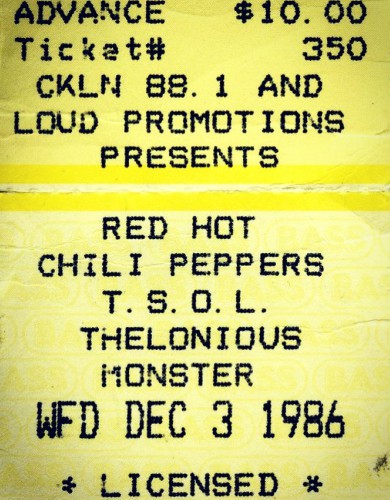 ADVANCE $10.00
Ticket# 350
CKLN 88.1 AND
LOUD PROMOTIONS
PRESENTS
RED HOT
CHILI PEPPERS
T.S.O.L.
THELONIOUS
MONSTER
WED DEC 3 1986
* LICENSED *